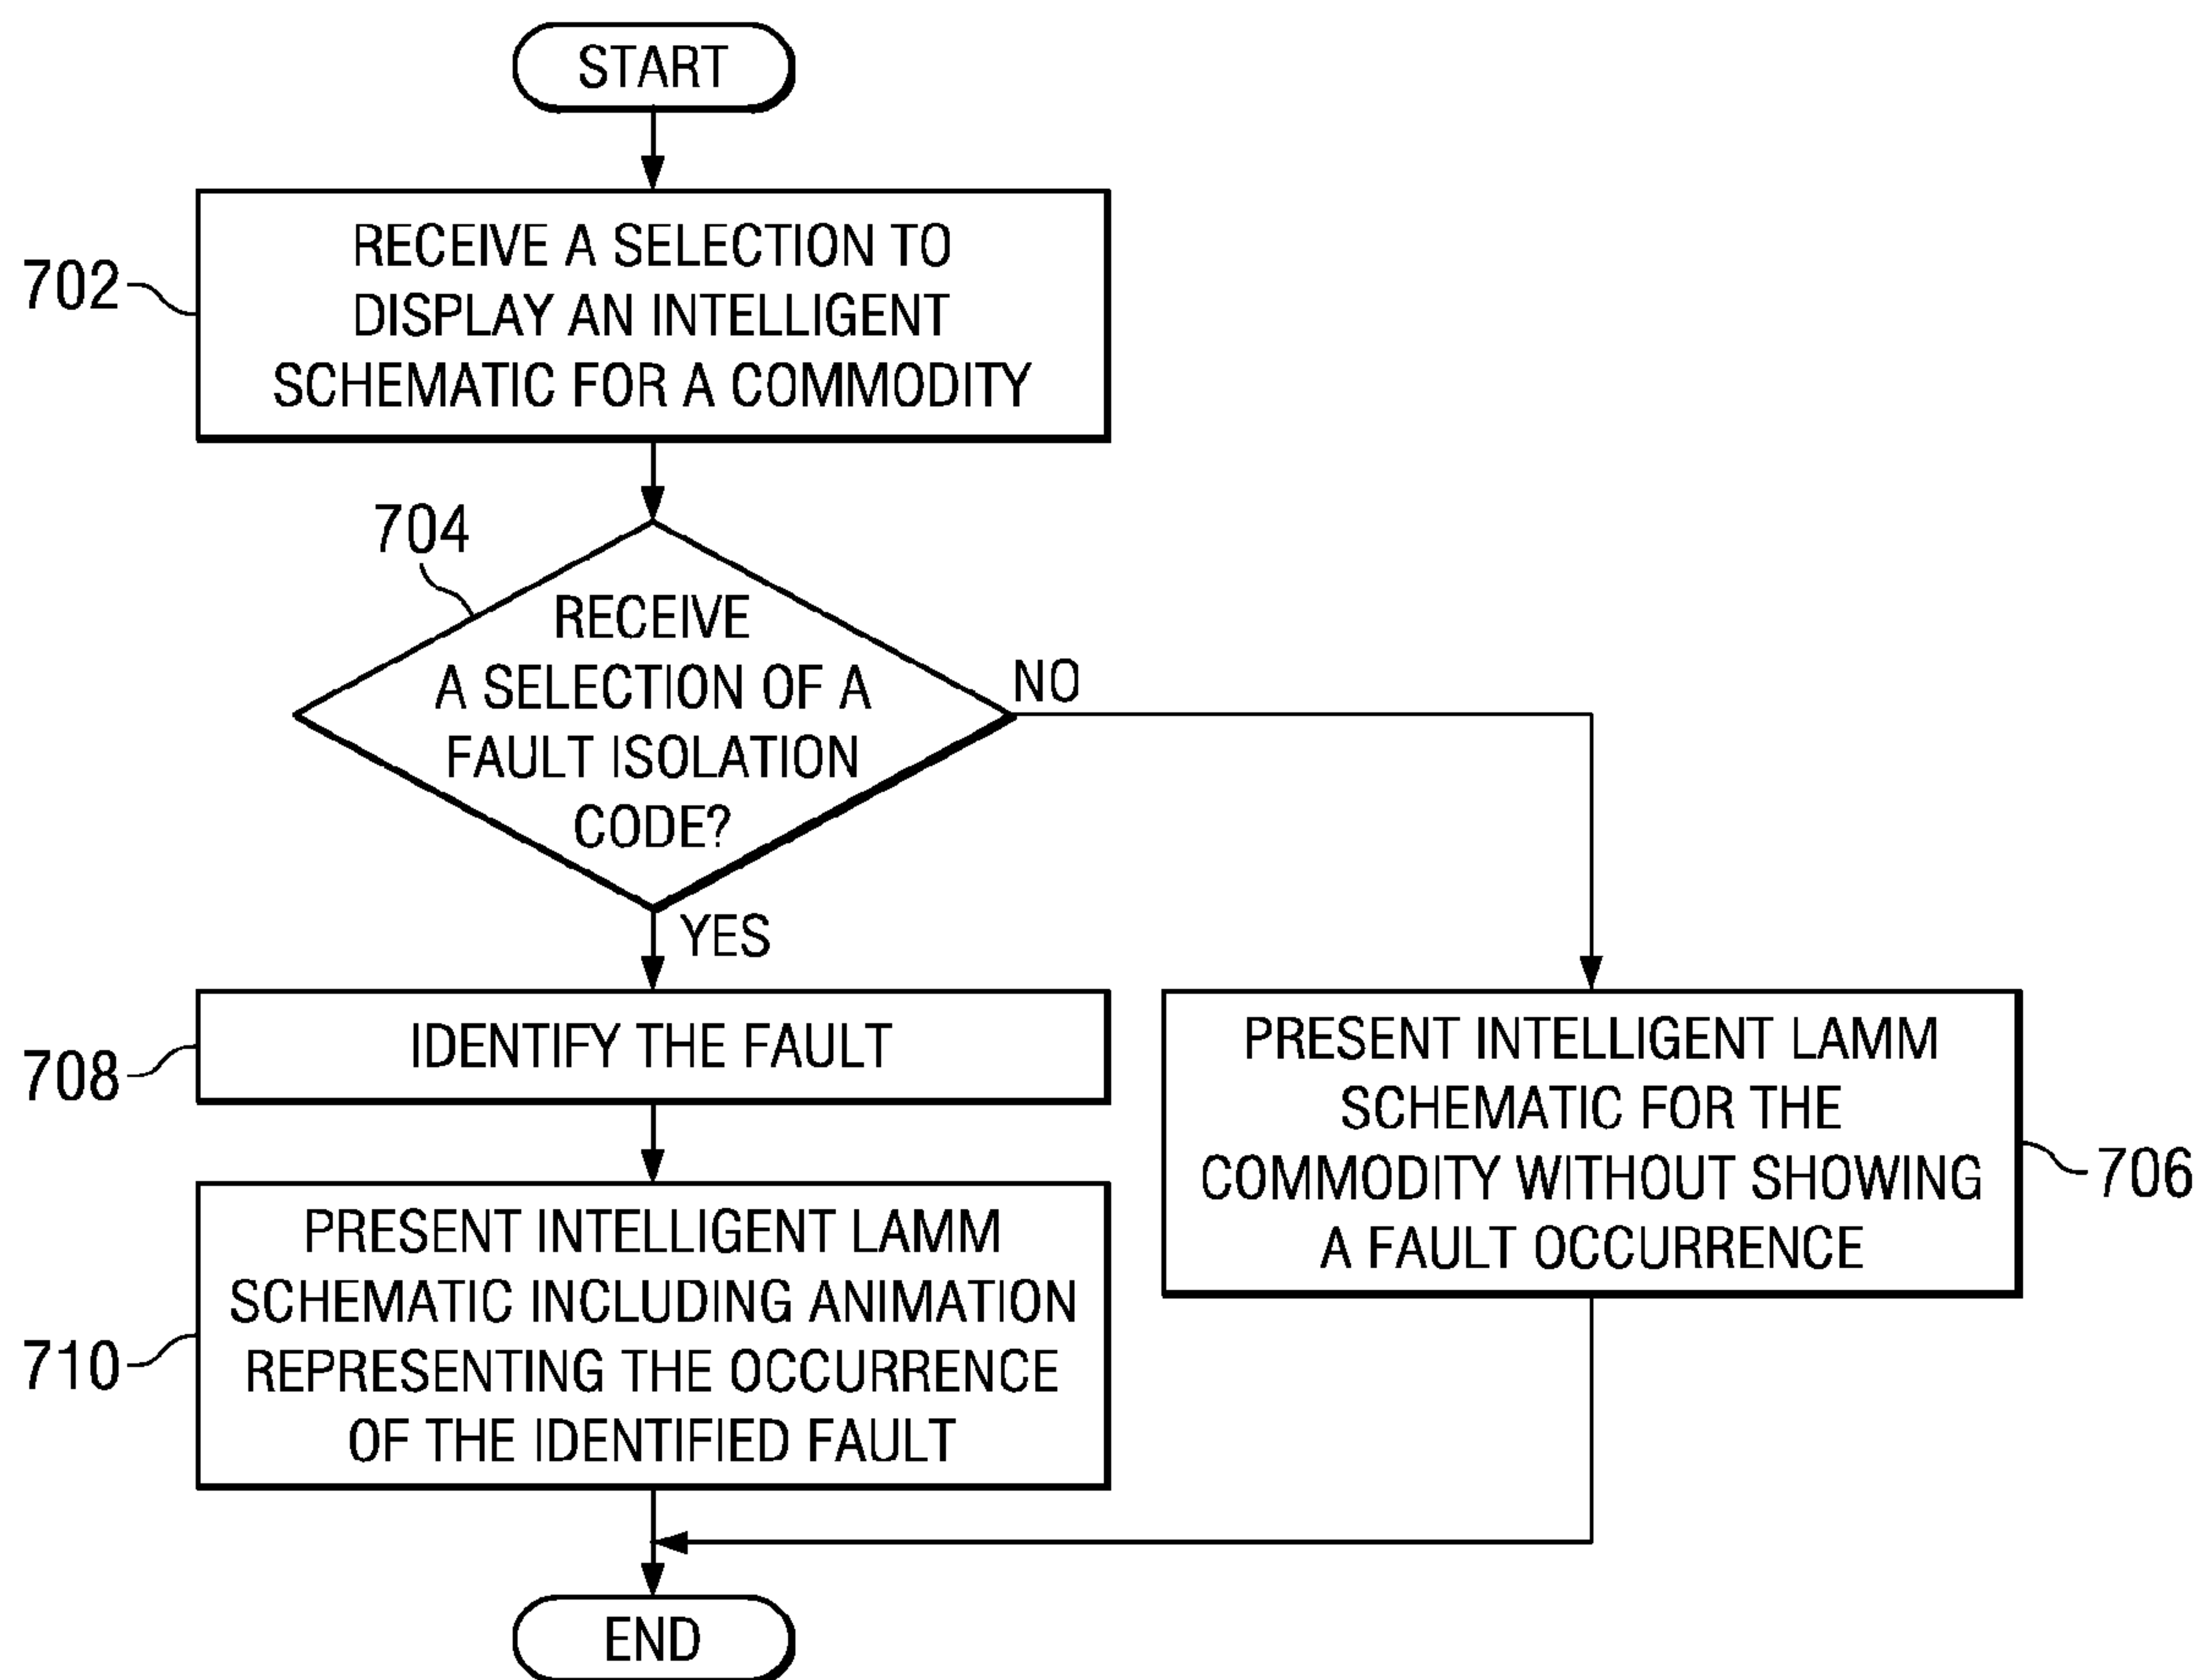 START
702
RECEIVE A SELECTION TO
DISPLAY AN INTELLIGENT
SCHEMATIC FOR A COMMODITY
704
RECEIVE
A SELECTION OF A
FAULT ISOLATION
CODE?
NO
YES
708
IDENTIFY THE FAULT
PRESENT INTELLIGENT LAMM
SCHEMATIC FOR THE
COMMODITY WITHOUT SHOWING
A FAULT OCCURRENCE
706
710
PRESENT INTELLIGENT LAMM
SCHEMATIC INCLUDING ANIMATION
REPRESENTING THE OCCURRENCE
OF THE IDENTIFIED FAULT
END